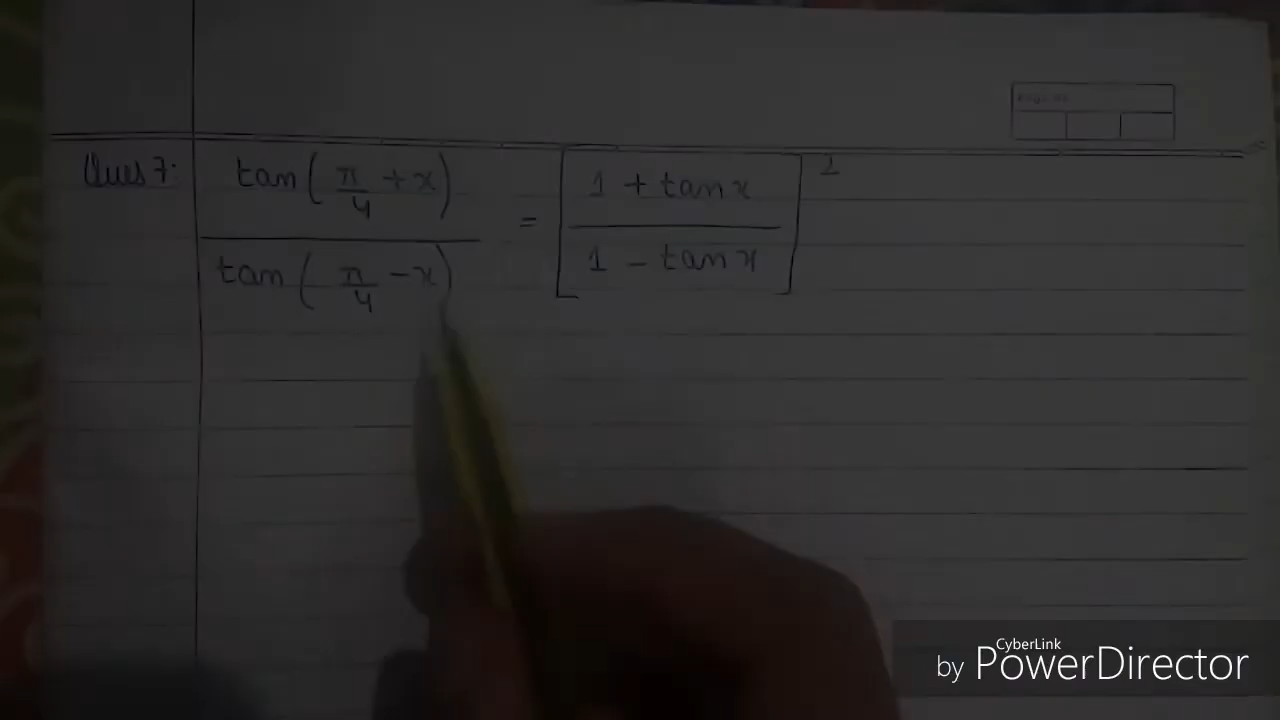 Ques 7: tan(π/4 + x) / tan(π/4 - x) = [1 + tan x / 1 - tan x]²
CyberLink
by PowerDirector